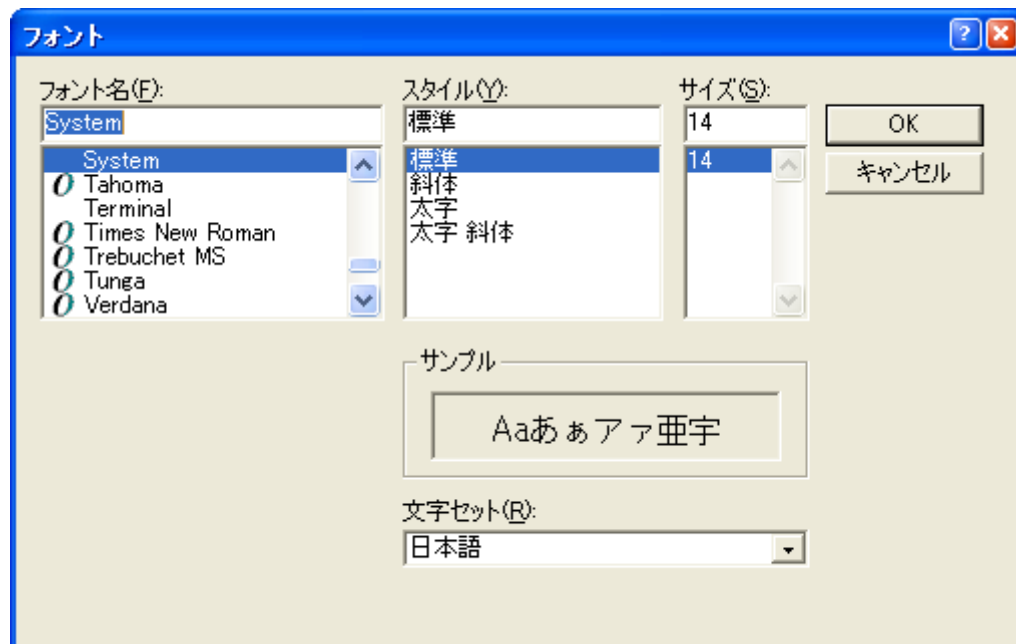 フォント
フォント名(F):
System
System
Tahoma
Terminal
Times New Roman
Trebuchet MS
Tunga
Verdana
スタイル(Y):
標準
標準
斜体
太字
太字 斜体
サイズ(S):
14
14
OK
キャンセル
サンプル
Aaあぁアァ亜宇
文字セット(R):
日本語